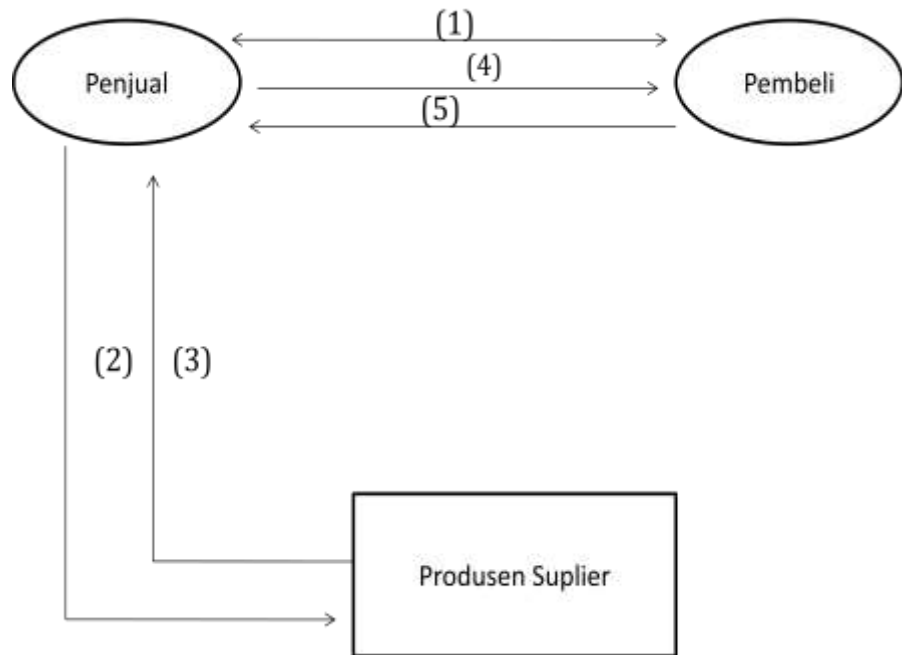 (1)
Penjual
(4)
Pembeli
(5)
(2)
(3)
Produsen Suplier